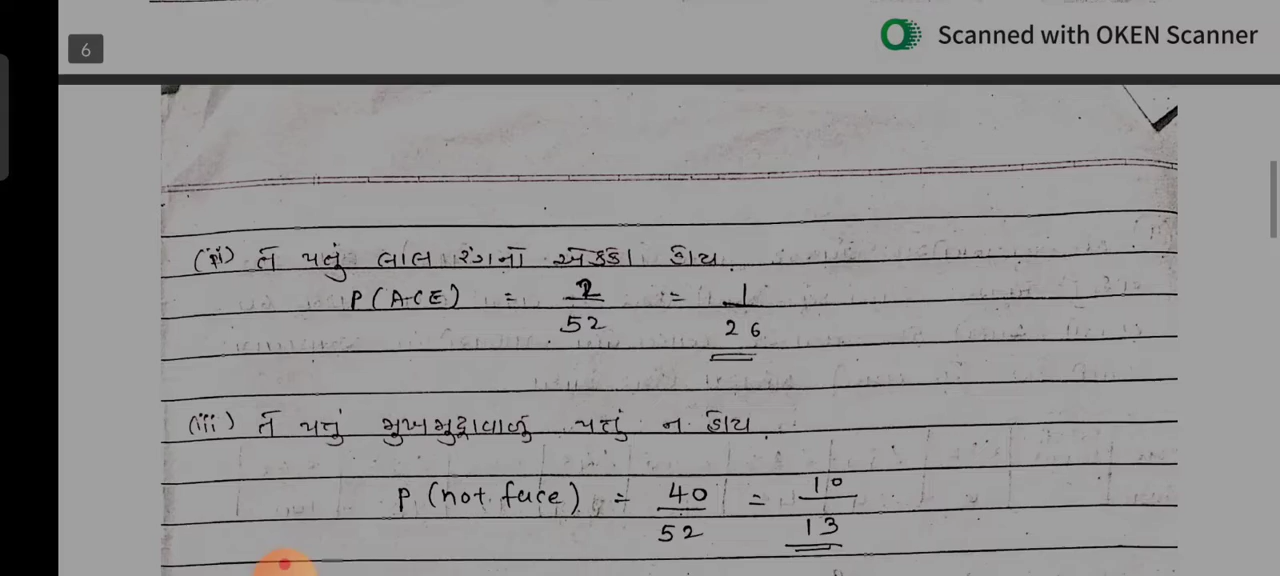 6
Scanned with OKEN Scanner
(ii) તે પત્તું લાલ રંગનો એક્કો હોય.
P(ACE) = 2/52 = 1/26
(iii) તે પત્તું મુખમુદ્રાવાળું પત્તું ન હોય.
P (not face) = 40/52 = 10/13